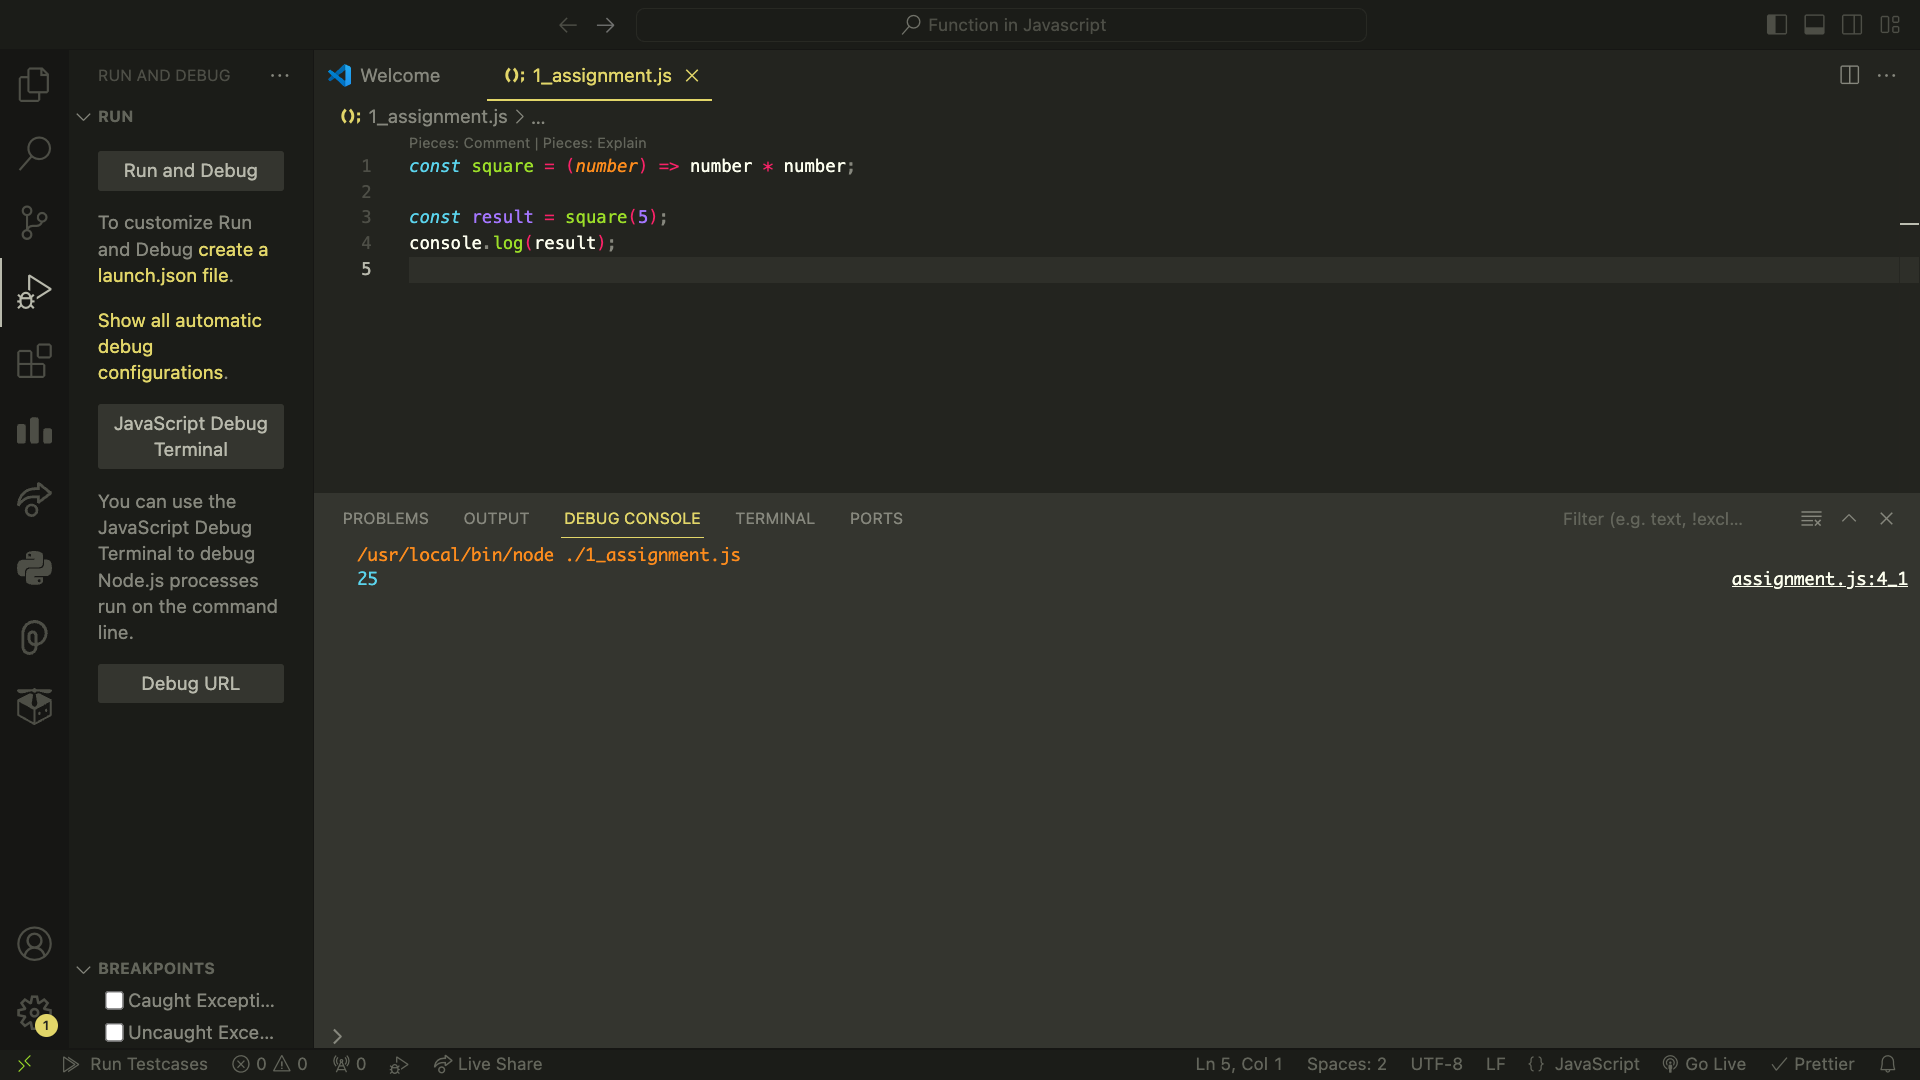 Function in Javascript
RUN AND DEBUG
RUN
Run and Debug
To customize Run
and Debug create a
launch.json file.
Show all automatic
debug
configurations.
JavaScript Debug
Terminal
You can use the
JavaScript Debug
Terminal to debug
Node.js processes
run on the command
line.
Debug URL
BREAKPOINTS
Caught Excepti...
Uncaught Exce...
1
Welcome
(); 1_assignment.js
(); 1_assignment.js > ...
Pieces: Comment | Pieces: Explain
1 const square = (number) => number * number;
2
3 const result = square(5);
4 console.log(result);
5
PROBLEMS OUTPUT DEBUG CONSOLE TERMINAL PORTS
Filter (e.g. text, !excl...
/usr/local/bin/node ./1_assignment.js
25 assignment.js:4_1
Run Testcases 0 0 0 Live Share Ln 5, Col 1 Spaces: 2 UTF-8 LF {} JavaScript Go Live Prettier